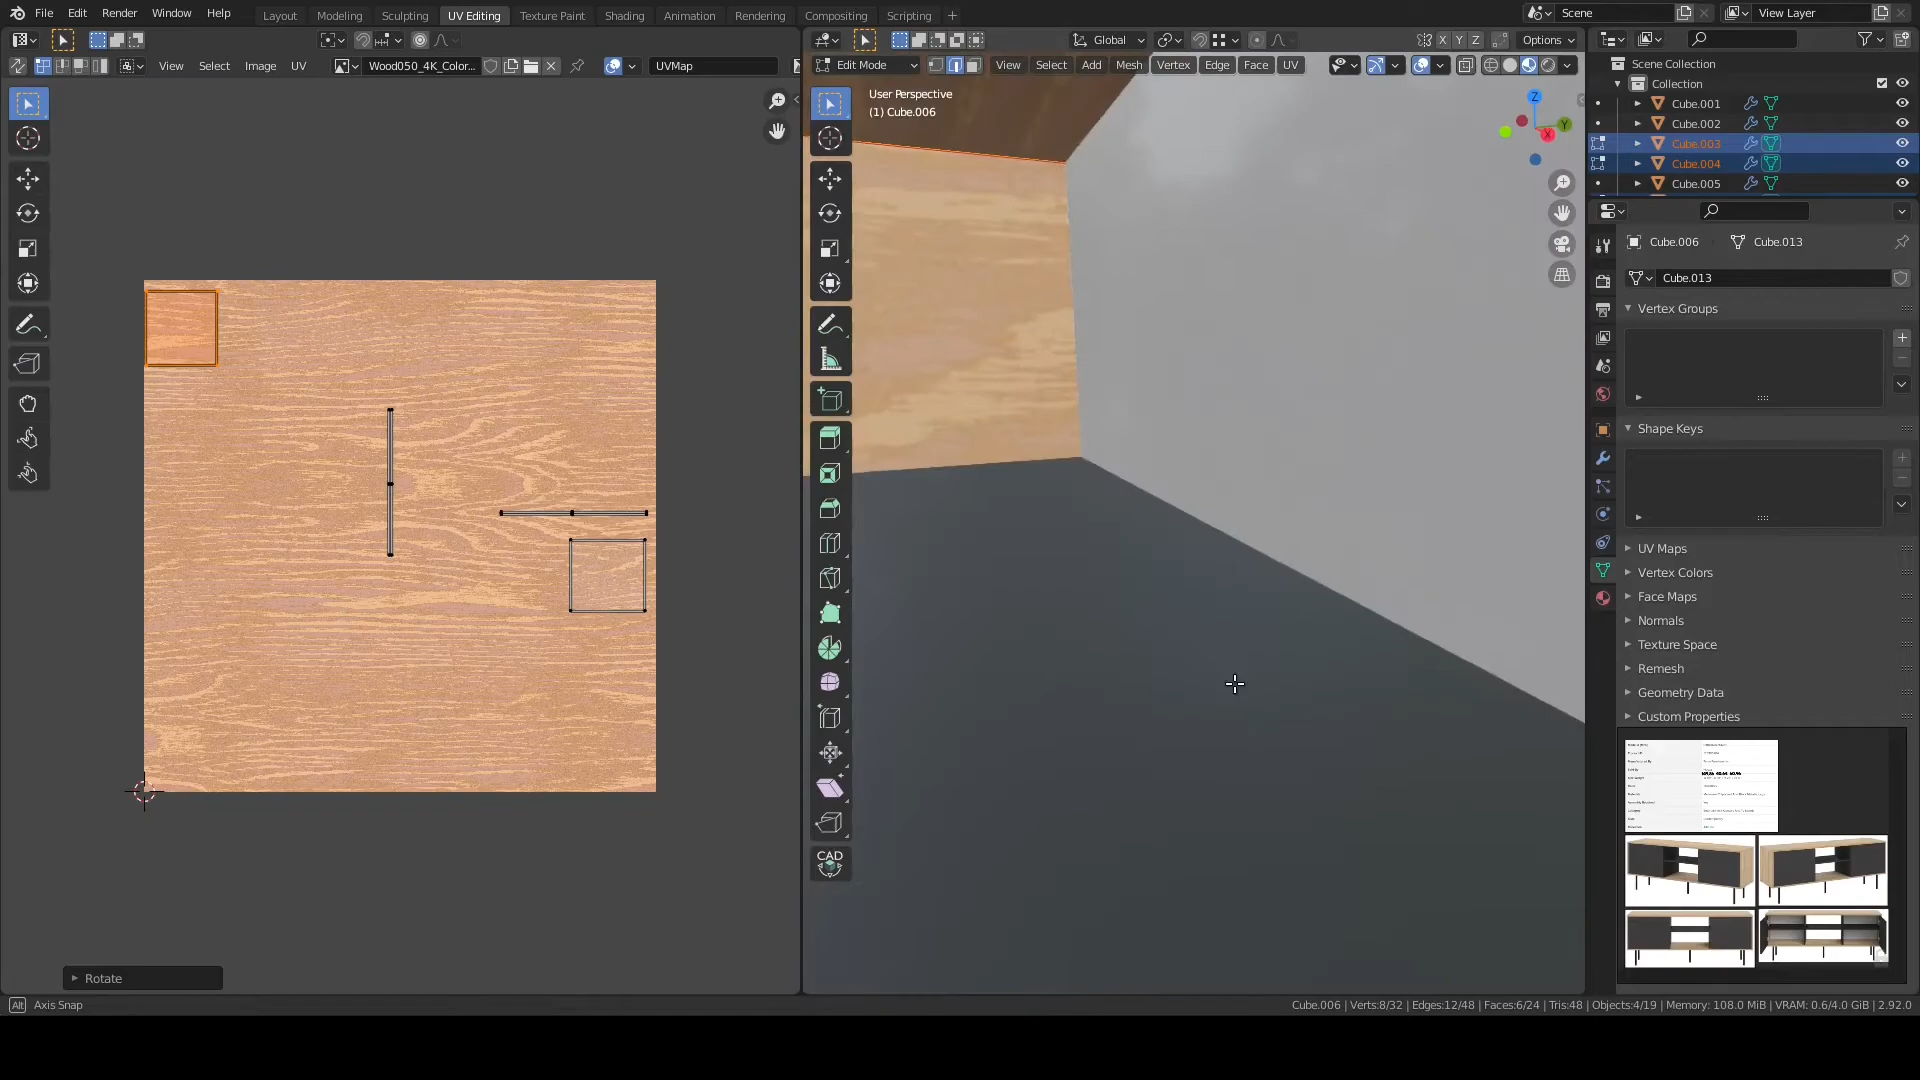 File Edit Render Window Help
Layout Modeling Sculpting UV Editing Texture Paint Shading Animation Rendering Compositing Scripting +
Scene
View Layer
Global
X Y Z
Options
View Select Image UV
Wood050_4K_Color...
UVMap
Edit Mode
View Select Add Mesh Vertex Edge Face UV
User Perspective
(1) Cube.006
Z
Y
X
Scene Collection
Collection
Cube.001
Cube.002
Cube.003
Cube.004
Cube.005
Cube.006
Cube.013
Cube.013
Vertex Groups
Shape Keys
UV Maps
Vertex Colors
Face Maps
Normals
Texture Space
Remesh
Geometry Data
Custom Properties
CAD
Rotate
Alt Axis Snap
Cube.006 | Verts:8/32 | Edges:12/48 | Faces:6/24 | Tris:48 | Objects:4/19 | Memory: 108.0 MiB | VRAM: 0.6/4.0 GiB | 2.92.0